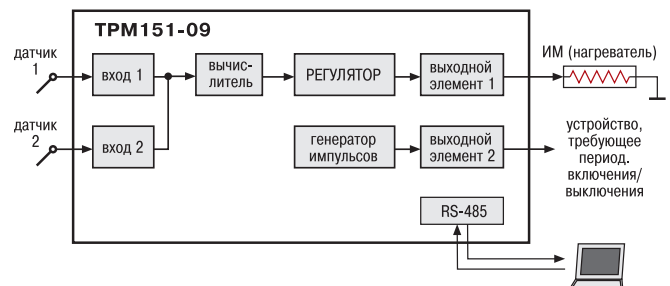 ТРМ151-09
датчик
1
вход 1
вычис-
литель
РЕГУЛЯТОР
выходной
элемент 1
ИМ (нагреватель)
датчик
2
вход 2
генератор
импульсов
выходной
элемент 2
устройство,
требующее
период.
включения/
выключения
RS-485